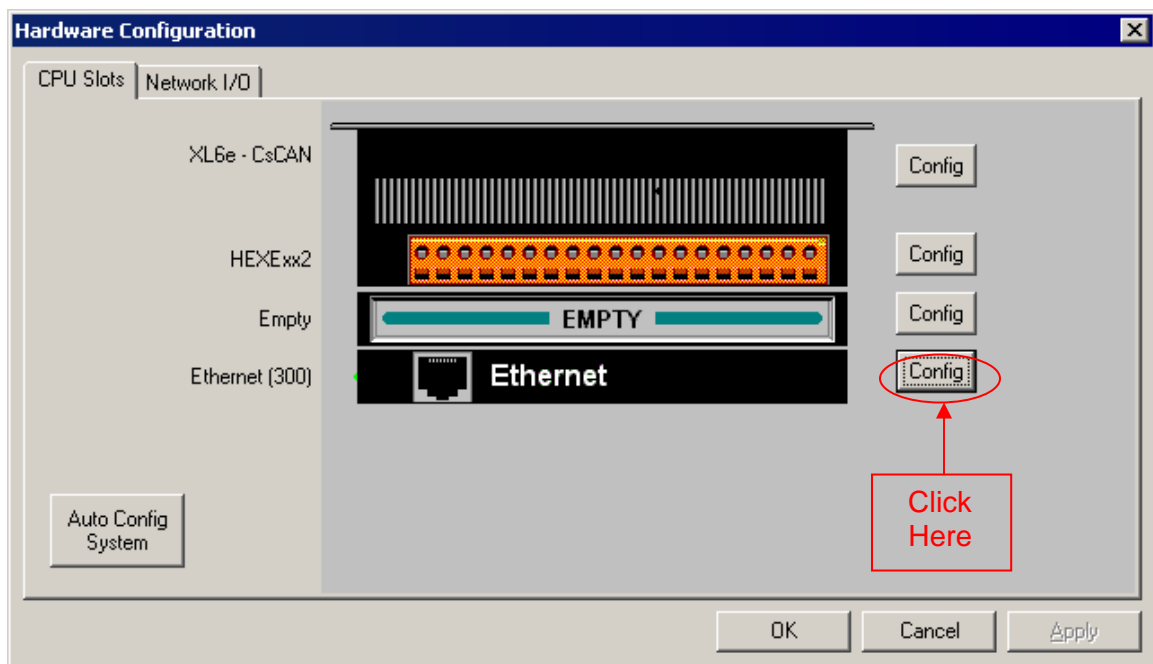 Hardware Configuration
CPU Slots
Network I/O
XL6e - CsCAN
Config
HEXExx2
Config
Empty
EMPTY
Config
Ethernet (300)
Ethernet
Config
Click
Here
Auto Config
System
OK
Cancel
Apply